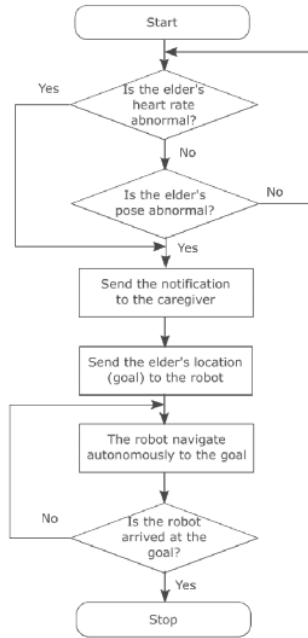 Start
Is the elder's
heart rate
abnormal?
Yes
No
Is the elder's
pose abnormal?
No
Yes
Send the notification
to the caregiver
Send the elder's location
(goal) to the robot
The robot navigate
autonomously to the goal
Is the robot
arrived at the
goal?
No
Yes
Stop